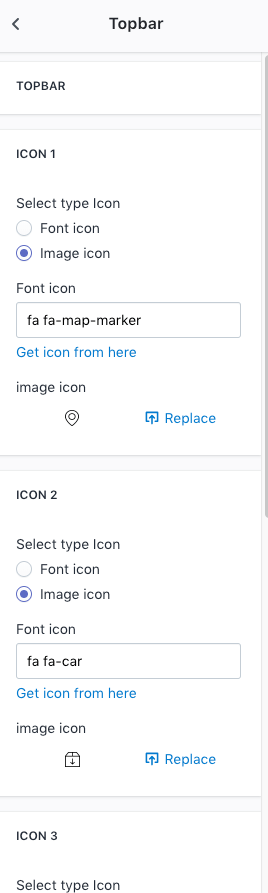 Topbar
TOPBAR
ICON 1
Select type Icon
Font icon
Image icon
Font icon
fa fa-map-marker
Get icon from here
image icon
Replace
ICON 2
Select type Icon
Font icon
Image icon
Font icon
fa fa-car
Get icon from here
image icon
Replace
ICON 3
Select type Icon